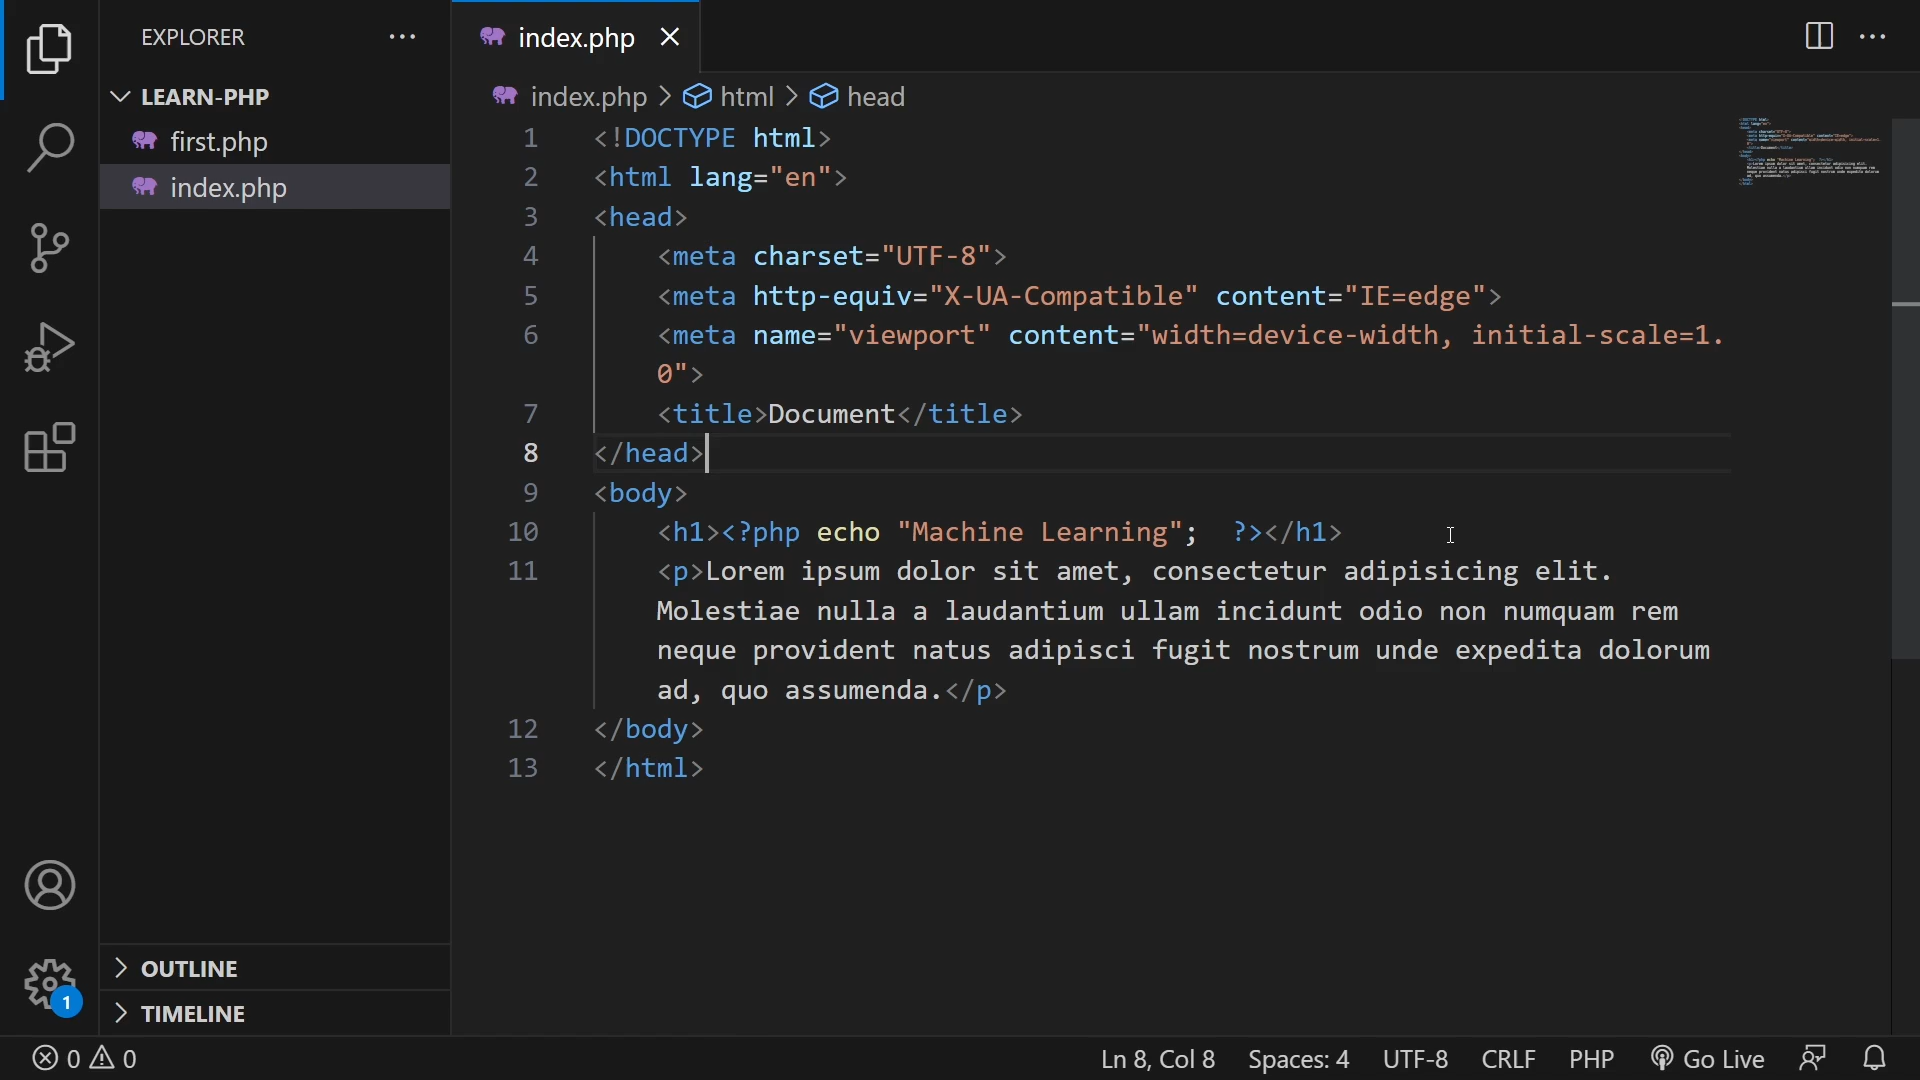 EXPLORER
LEARN-PHP
first.php
index.php
OUTLINE
TIMELINE
index.php
index.php > html > head
1 <!DOCTYPE html>
2 <html lang="en">
3 <head>
4 <meta charset="UTF-8">
5 <meta http-equiv="X-UA-Compatible" content="IE=edge">
6 <meta name="viewport" content="width=device-width, initial-scale=1.
0">
7 <title>Document</title>
8 </head>
9 <body>
10 <h1><?php echo "Machine Learning";  ?></h1>
11 <p>Lorem ipsum dolor sit amet, consectetur adipisicing elit.
Molestiae nulla a laudantium ullam incidunt odio non numquam rem
neque provident natus adipisci fugit nostrum unde expedita dolorum
ad, quo assumenda.</p>
12 </body>
13 </html>
1
0 0
Ln 8, Col 8 Spaces: 4 UTF-8 CRLF PHP Go Live